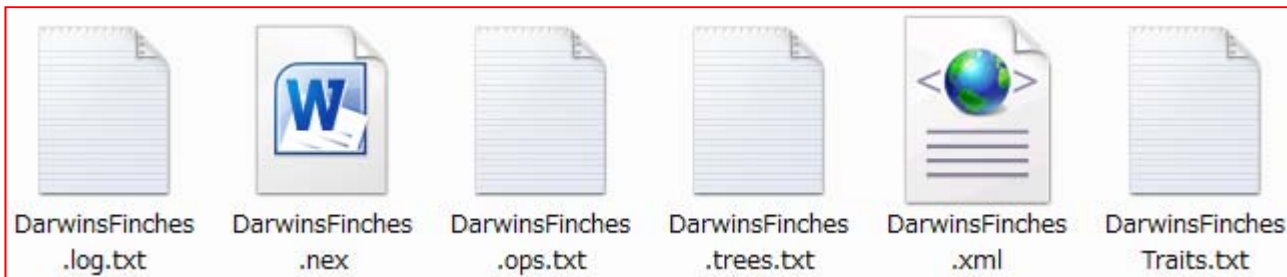 W
DarwinsFinches DarwinsFinches DarwinsFinches DarwinsFinches DarwinsFinches DarwinsFinches
.log.txt .nex .ops.txt .trees.txt .xml Traits.txt